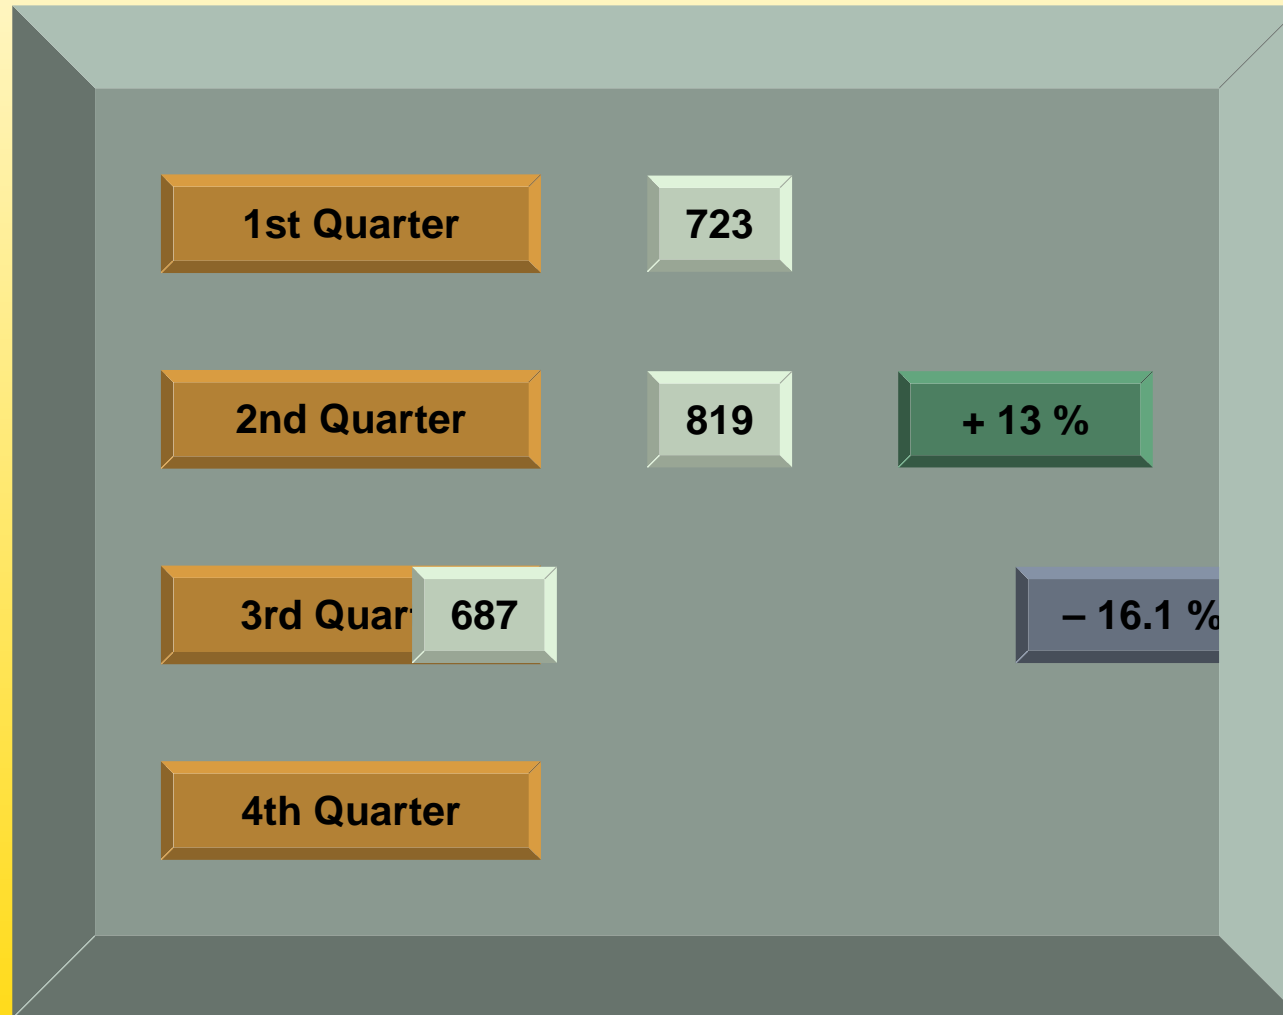 1st Quarter 723
2nd Quarter 819 + 13 %
3rd Quar 687 – 16.1 %
4th Quarter